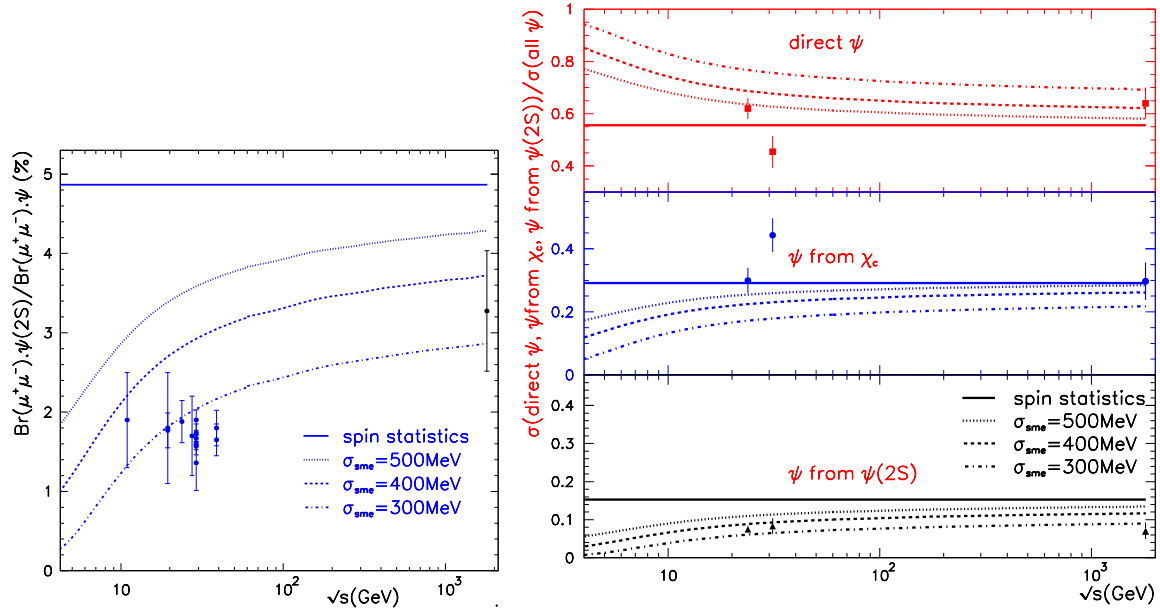 Br(μ⁺μ⁻).ψ(2S)/Br(μ⁺μ⁻).ψ (%)
5
4
3
2
1
0
spin statistics
σsme=500MeV
σsme=400MeV
σsme=300MeV
10
10²
10³
√s(GeV)
σ(direct ψ, ψ from χc, ψ from ψ(2S))/σ(all ψ)
1
0.8
0.6
0.4
direct ψ
0.4
0.2
0
ψ from χc
0.4
0.3
0.2
0.1
0
spin statistics
σsme=500MeV
σsme=400MeV
σsme=300MeV
ψ from ψ(2S)
10
10²
10³
√s(GeV)